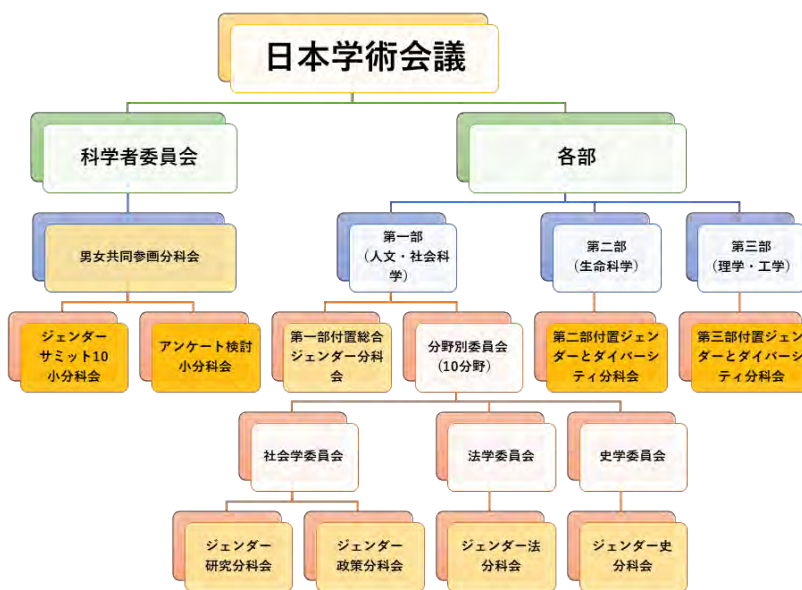 日本学術会議
科学者委員会
各部
男女共同参画分科会
第一部
（人文・社会科
学）
第二部
（生命科学）
第三部
（理学・工学）
ジェンダー
サミット10
小分科会
アンケート検討
小分科会
第一部付置総合
ジェンダー分科
会
分野別委員会
（10分野）
第二部付置ジェン
ダーとダイバーシ
ティ分科会
第三部付置ジェン
ダーとダイバーシ
ティ分科会
社会学委員会
法学委員会
史学委員会
ジェンダー
研究分科会
ジェンダー
政策分科会
ジェンダー法
分科会
ジェンダー史
分科会